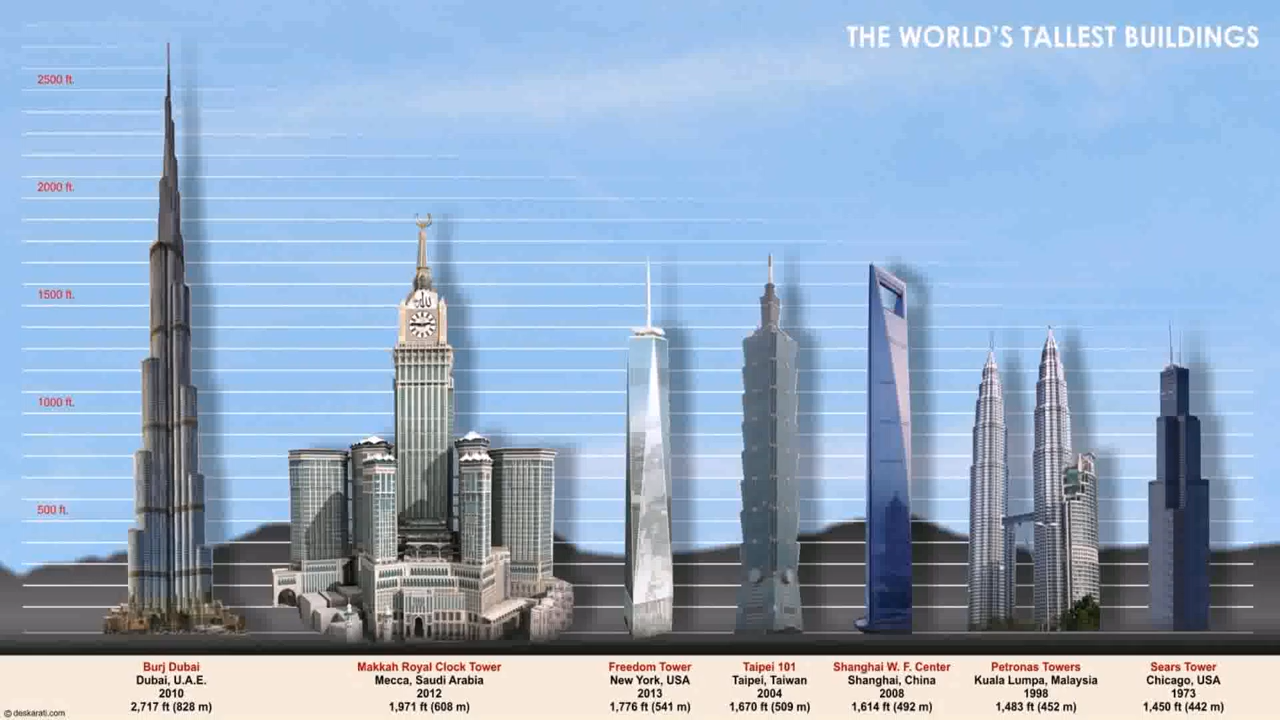 THE WORLD'S TALLEST BUILDINGS
2500 ft.
2000 ft.
1500 ft.
1000 ft.
500 ft.
Burj Dubai
Dubai, U.A.E.
2010
2,717 ft (828 m)
Makkah Royal Clock Tower
Mecca, Saudi Arabia
2012
1,971 ft (608 m)
Freedom Tower
New York, USA
2013
1,776 ft (541 m)
Taipei 101
Taipei, Taiwan
2004
1,670 ft (509 m)
Shanghai W. F. Center
Shanghai, China
2008
1,614 ft (492 m)
Petronas Towers
Kuala Lumpa, Malaysia
1998
1,483 ft (452 m)
Sears Tower
Chicago, USA
1973
1,450 ft (442 m)
© deskarati.com